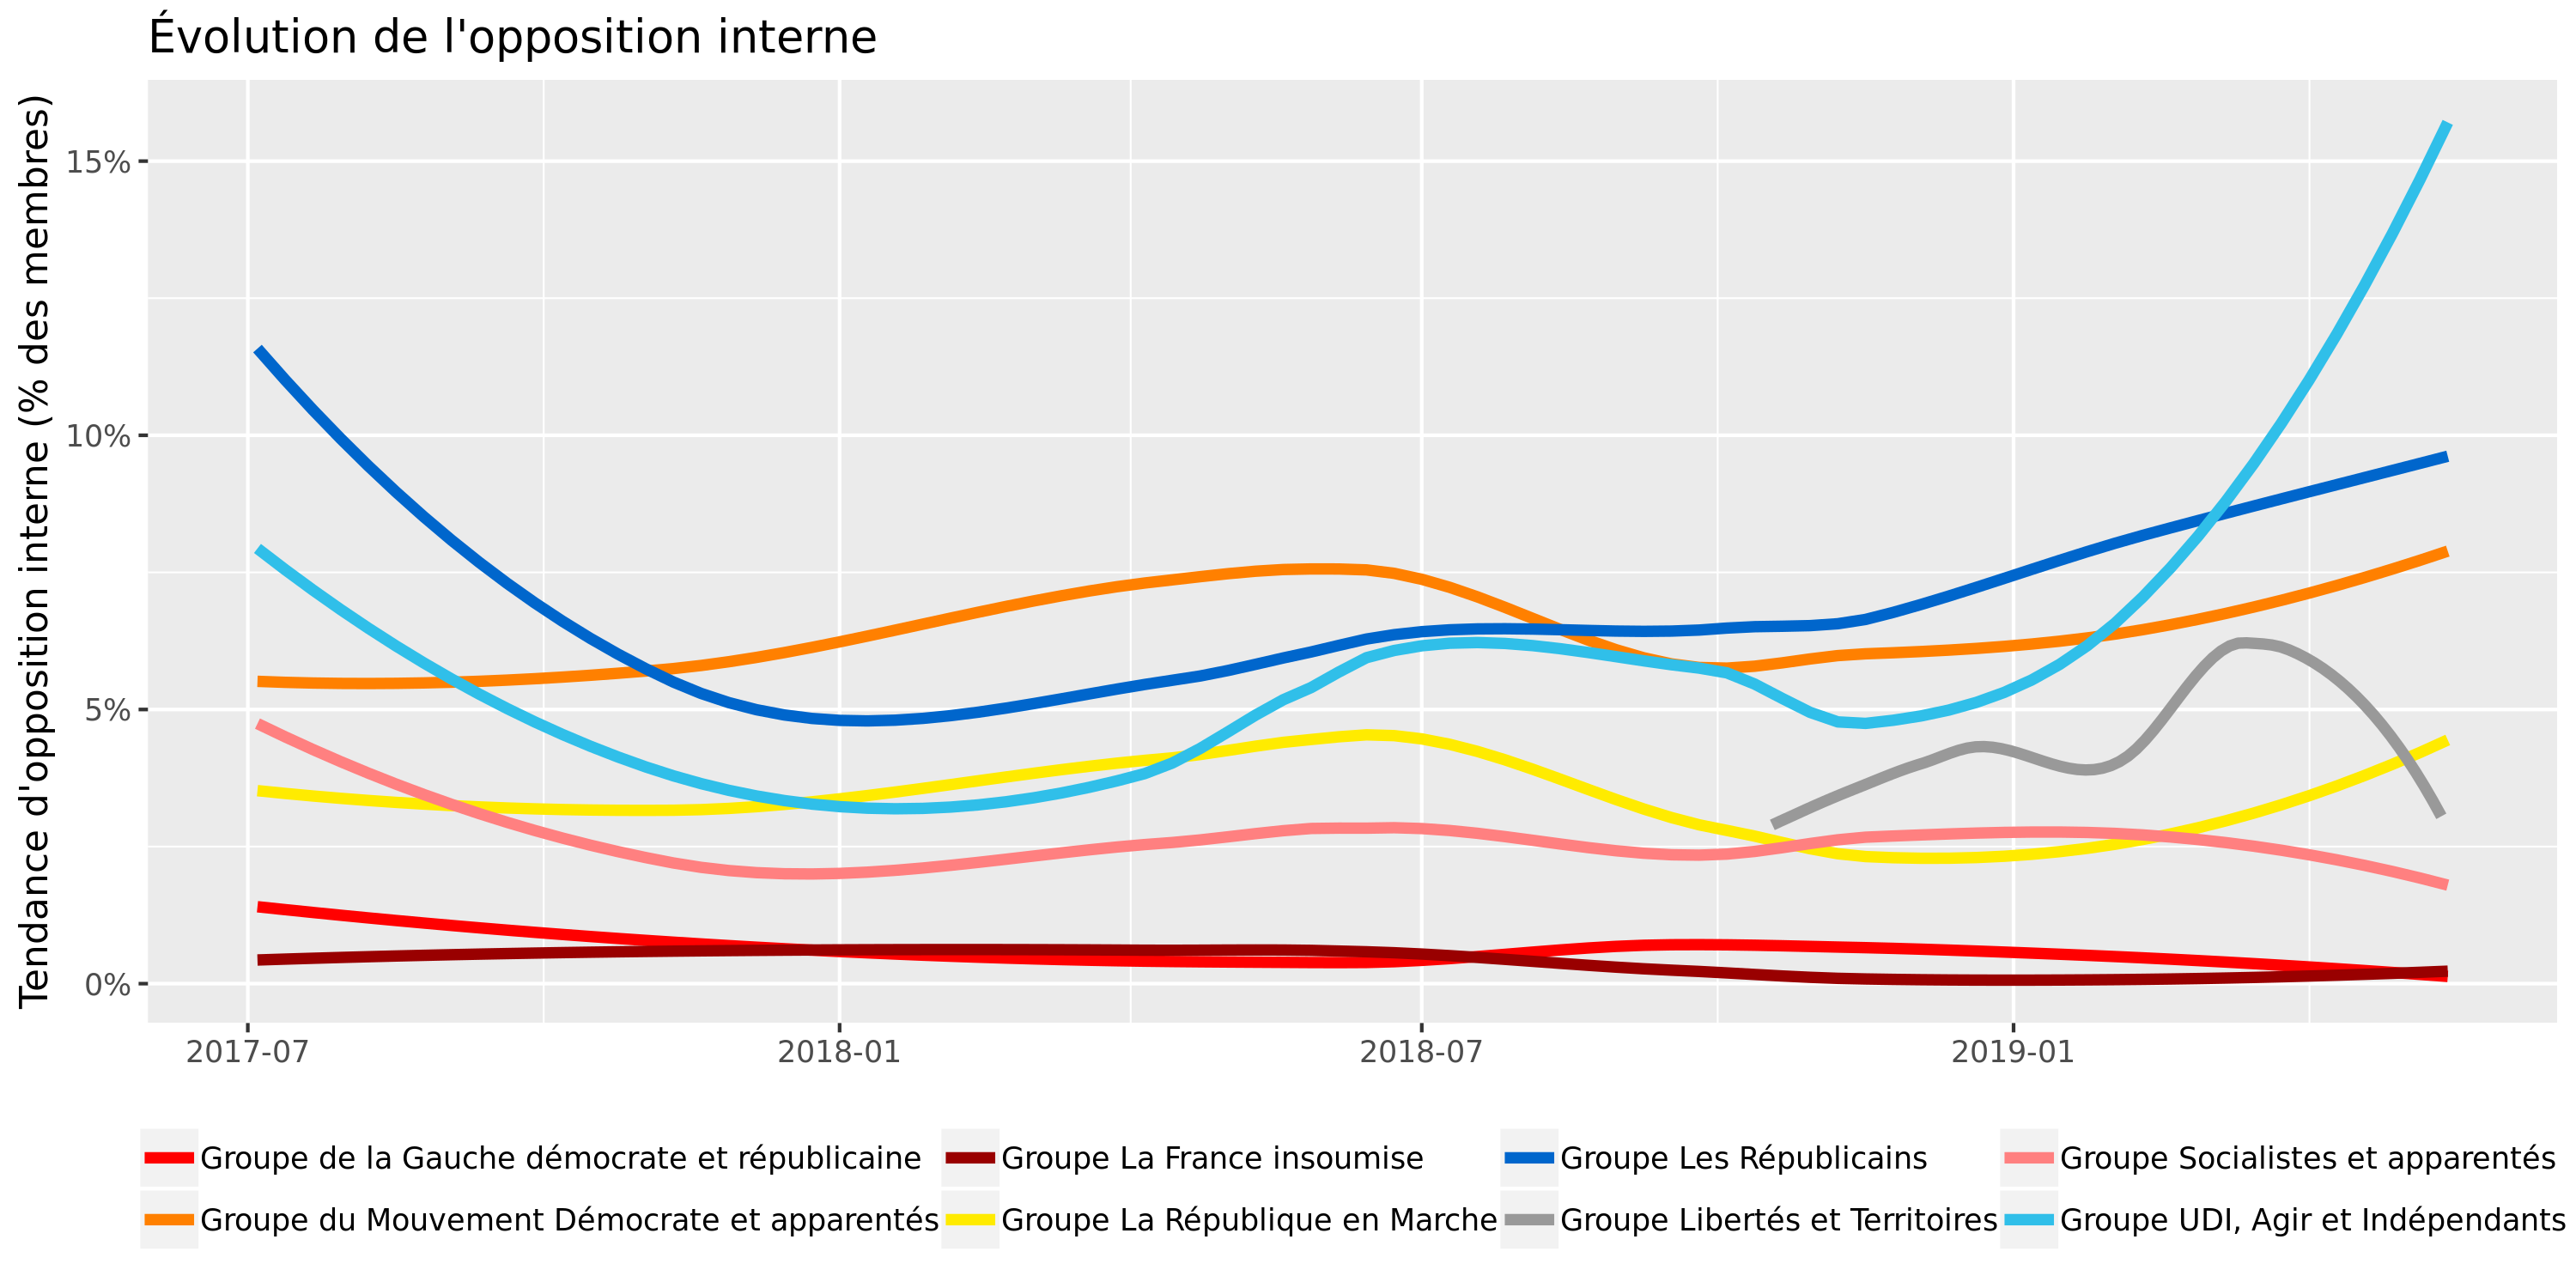 Évolution de l'opposition interne
Tendance d'opposition interne (% des membres)
15%
10%
5%
0%
2017-07 2018-01 2018-07 2019-01
Groupe de la Gauche démocrate et républicaine Groupe La France insoumise Groupe Les Républicains Groupe Socialistes et apparentés
Groupe du Mouvement Démocrate et apparentés Groupe La République en Marche Groupe Libertés et Territoires Groupe UDI, Agir et Indépendants